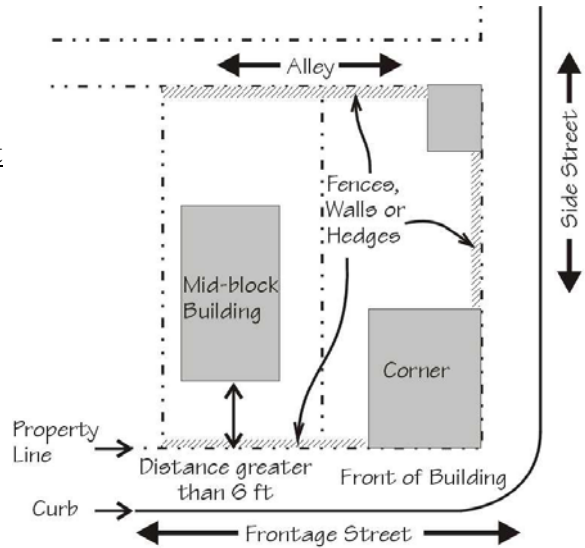 Alley
Side Street
Fences,
Walls or
Hedges
Mid-block
Building
Corner
Property
Line
Distance greater
than 6 ft
Front of Building
Curb
Frontage Street